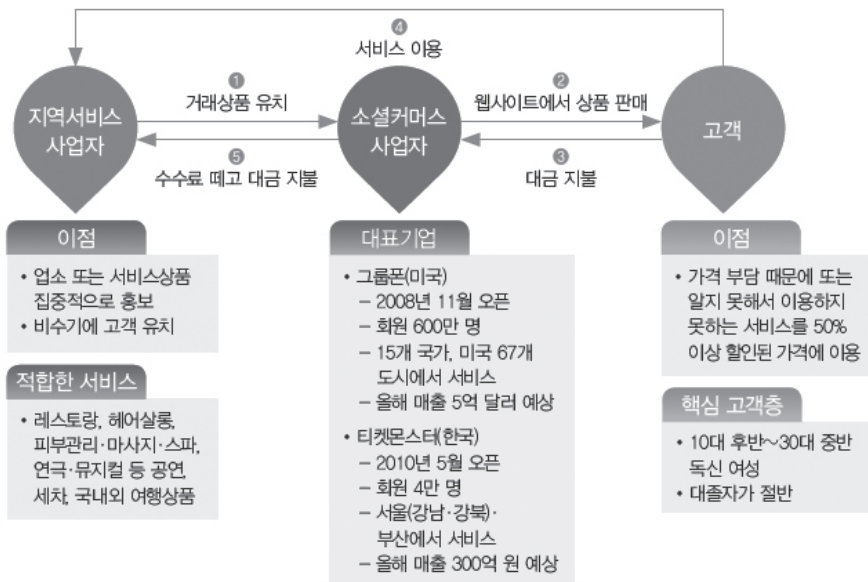 ④
서비스 이용
지역서비스
사업자
①
거래상품 유치
⑤
수수료 떼고 대금 지불
소셜커머스
사업자
②
웹사이트에서 상품 판매
③
대금 지불
고객
이점
• 업소 또는 서비스상품
집중적으로 홍보
• 비수기에 고객 유치
적합한 서비스
• 레스토랑, 헤어살롱,
피부관리·마사지·스파,
연극·뮤지컬 등 공연,
세차, 국내외 여행상품
대표기업
• 그룹폰(미국)
– 2008년 11월 오픈
– 회원 600만 명
– 15개 국가, 미국 67개
도시에서 서비스
– 올해 매출 5억 달러 예상
• 티켓몬스터(한국)
– 2010년 5월 오픈
– 회원 4만 명
– 서울(강남·강북)·
부산에서 서비스
– 올해 매출 300억 원 예상
이점
• 가격 부담 때문에 또는
알지 못해서 이용하지
못하는 서비스를 50%
이상 할인된 가격에 이용
핵심 고객층
• 10대 후반~30대 중반
독신 여성
• 대졸자가 절반